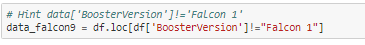 # Hint data['BoosterVersion']!='Falcon 1'
data_falcon9 = df.loc[df['BoosterVersion']!="Falcon 1"]